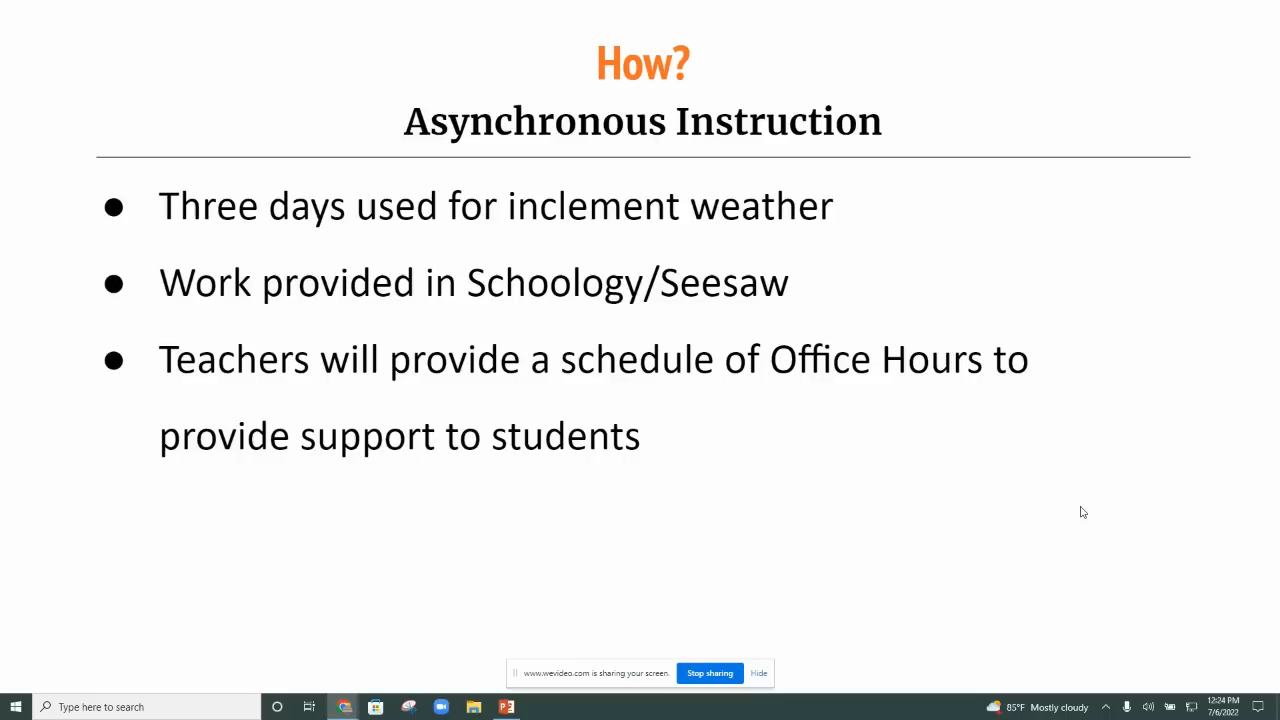 How?
Asynchronous Instruction
● Three days used for inclement weather
● Work provided in Schoology/Seesaw
● Teachers will provide a schedule of Office Hours to
provide support to students
www.wevideo.com is sharing your screen.
Stop sharing
Hide
Type here to search
85°F Mostly cloudy
12:24 PM
7/6/2022